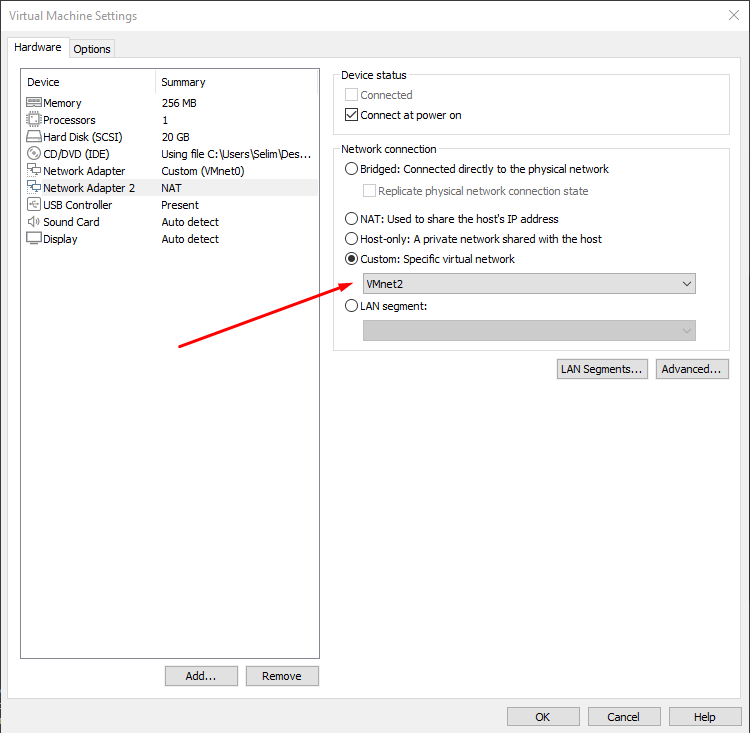 Virtual Machine Settings
Hardware Options
Device Summary
Memory 256 MB
Processors 1
Hard Disk (SCSI) 20 GB
CD/DVD (IDE) Using file C:\Users\Selim\Des...
Network Adapter Custom (VMnet0)
Network Adapter 2 NAT
USB Controller Present
Sound Card Auto detect
Display Auto detect
Add... Remove
Device status
Connected
Connect at power on
Network connection
Bridged: Connected directly to the physical network
Replicate physical network connection state
NAT: Used to share the host's IP address
Host-only: A private network shared with the host
Custom: Specific virtual network
VMnet2
LAN segment:
LAN Segments... Advanced...
OK Cancel Help